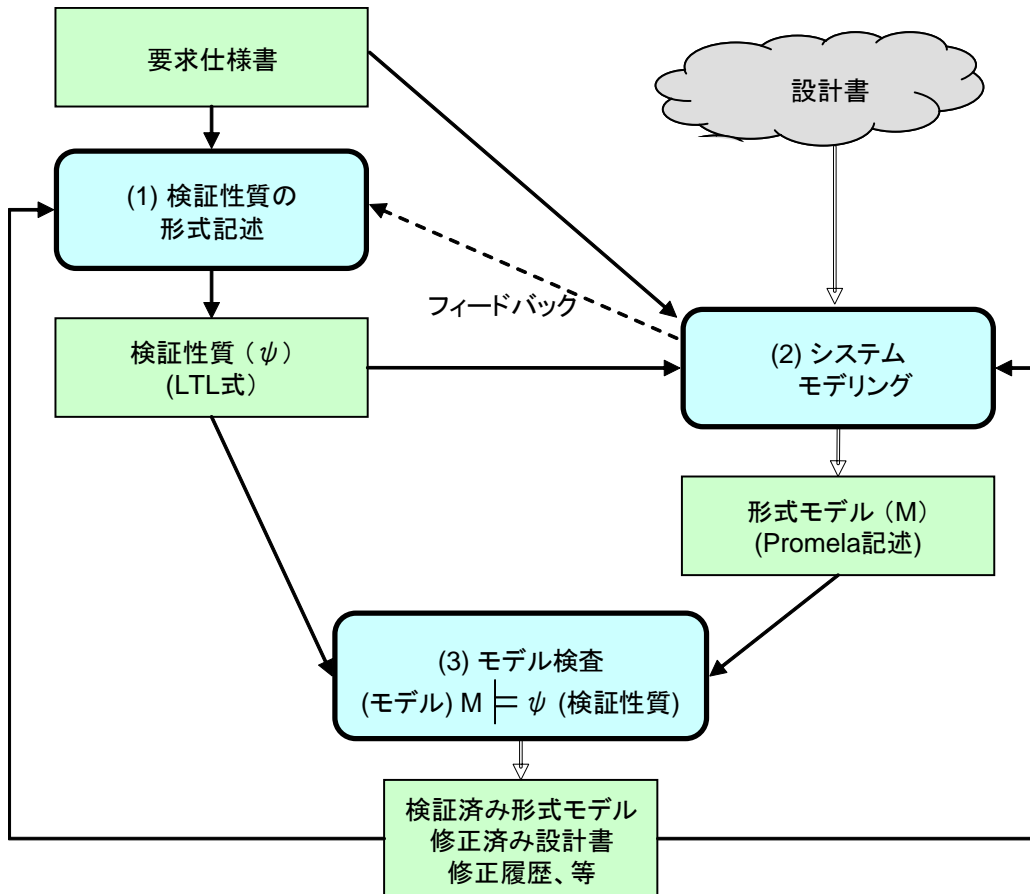 要求仕様書
設計書
(1) 検証性質の
形式記述
フィードバック
検証性質（ψ）
(LTL式）
(2) システム
モデリング
形式モデル（M）
(Promela記述)
(3) モデル検査
(モデル) M ⊨ ψ (検証性質)
検証済み形式モデル
修正済み設計書
修正履歴、等